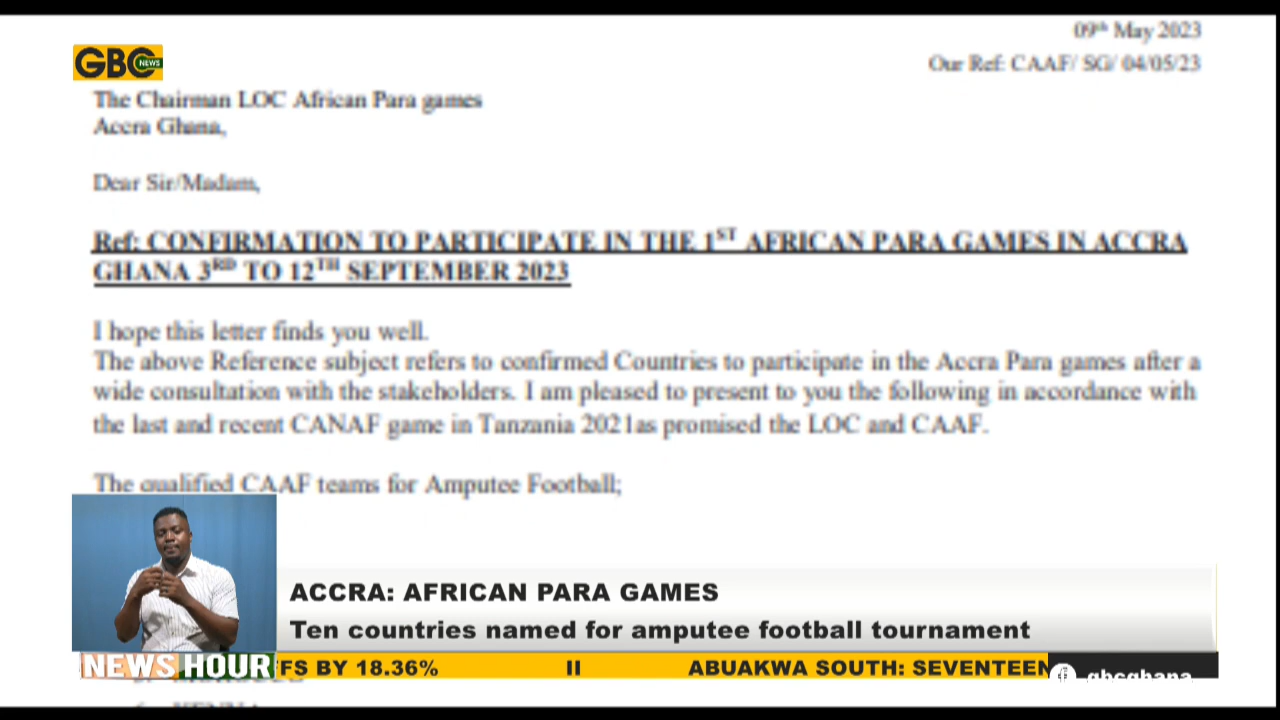 09th May 2023
GBC NEWS
Our Ref: CAAF/ SG/ 04/05/23
The Chairman LOC African Para games
Accra Ghana,
Dear Sir/Madam,
Ref: CONFIRMATION TO PARTICIPATE IN THE 1ST AFRICAN PARA GAMES IN ACCRA
GHANA 3RD TO 12TH SEPTEMBER 2023
I hope this letter finds you well.
The above Reference subject refers to confirmed Countries to participate in the Accra Para games after a
wide consultation with the stakeholders. I am pleased to present to you the following in accordance with
the last and recent CANAF game in Tanzania 2021as promised the LOC and CAAF.
The qualified CAAF teams for Amputee Football;
ACCRA: AFRICAN PARA GAMES
Ten countries named for amputee football tournament
NEWS HOUR
FS BY 18.36% II ABUAKWA SOUTH: SEVENTEEN
gbcghana